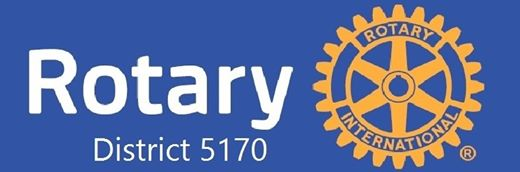 Rotary
District 5170
ROTARY
INTERNATIONAL
®